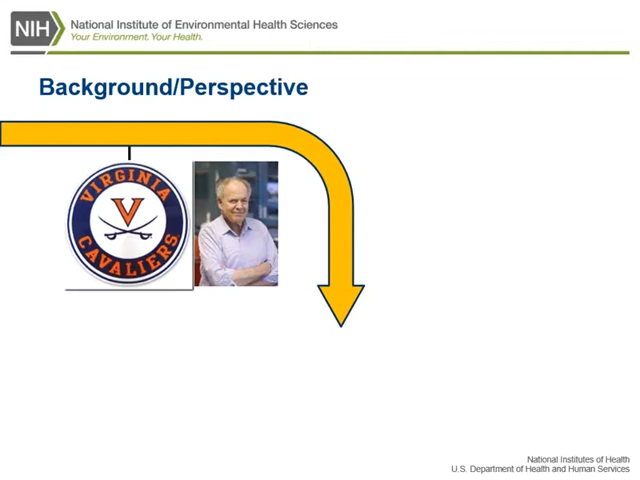 NIH
National Institute of Environmental Health Sciences
Your Environment. Your Health.
Background/Perspective
VIRGINIA
V
CAVALIERS
National Institutes of Health
U.S. Department of Health and Human Services